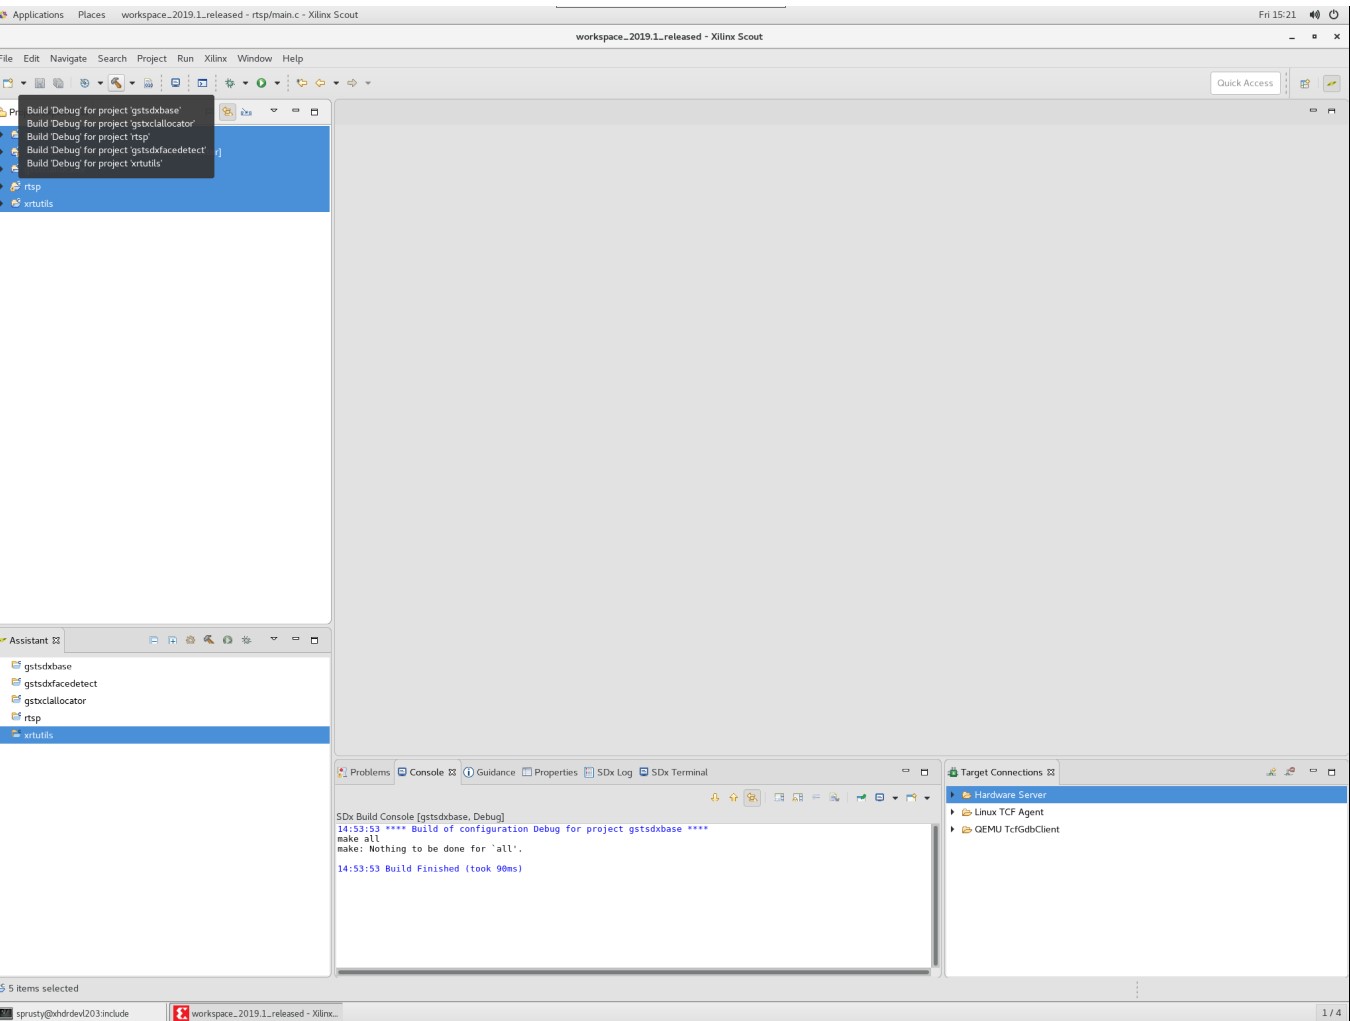 Applications Places workspace_2019.1_released - rtsp/main.c - Xilinx Scout Fri 15:21
workspace_2019.1_released - Xilinx Scout
File Edit Navigate Search Project Run Xilinx Window Help
Quick Access
Pr
Build 'Debug' for project 'gstsdxbase'
Build 'Debug' for project 'gstxclallocator'
Build 'Debug' for project 'rtsp'
Build 'Debug' for project 'gstsdxfacedetect'
Build 'Debug' for project 'xrtutils'
r]
rtsp
xrtutils
Assistant
gstsdxbase
gstsdxfacedetect
gstxclallocator
rtsp
xrtutils
Problems Console Guidance Properties SDx Log SDx Terminal
SDx Build Console [gstsdxbase, Debug]
14:53:53 **** Build of configuration Debug for project gstsdxbase ****
make all
make: Nothing to be done for `all'.
14:53:53 Build Finished (took 90ms)
Target Connections
Hardware Server
Linux TCF Agent
QEMU TcfGdbClient
5 items selected
sprusty@xhdrdevl203:include workspace_2019.1_released - Xilinx... 1 / 4